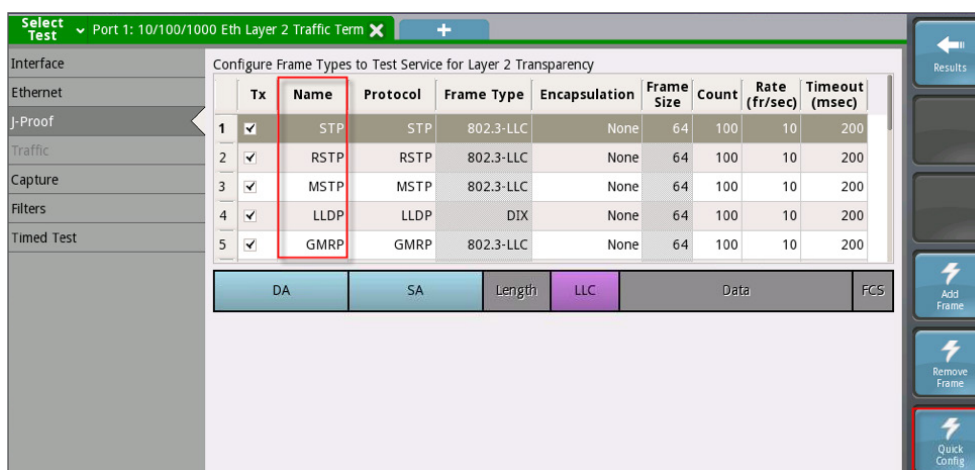 Select Test Port 1: 10/100/1000 Eth Layer 2 Traffic Term
Results
Interface
Ethernet
J-Proof
Traffic
Capture
Filters
Timed Test
Configure Frame Types to Test Service for Layer 2 Transparency
Tx Name Protocol Frame Type Encapsulation Frame Size Count Rate (fr/sec) Timeout (msec)
1 STP STP 802.3-LLC None 64 100 10 200
2 RSTP RSTP 802.3-LLC None 64 100 10 200
3 MSTP MSTP 802.3-LLC None 64 100 10 200
4 LLDP LLDP DIX None 64 100 10 200
5 GMRP GMRP 802.3-LLC None 64 100 10 200
DA SA Length LLC Data FCS
Add Frame
Remove Frame
Quick Config